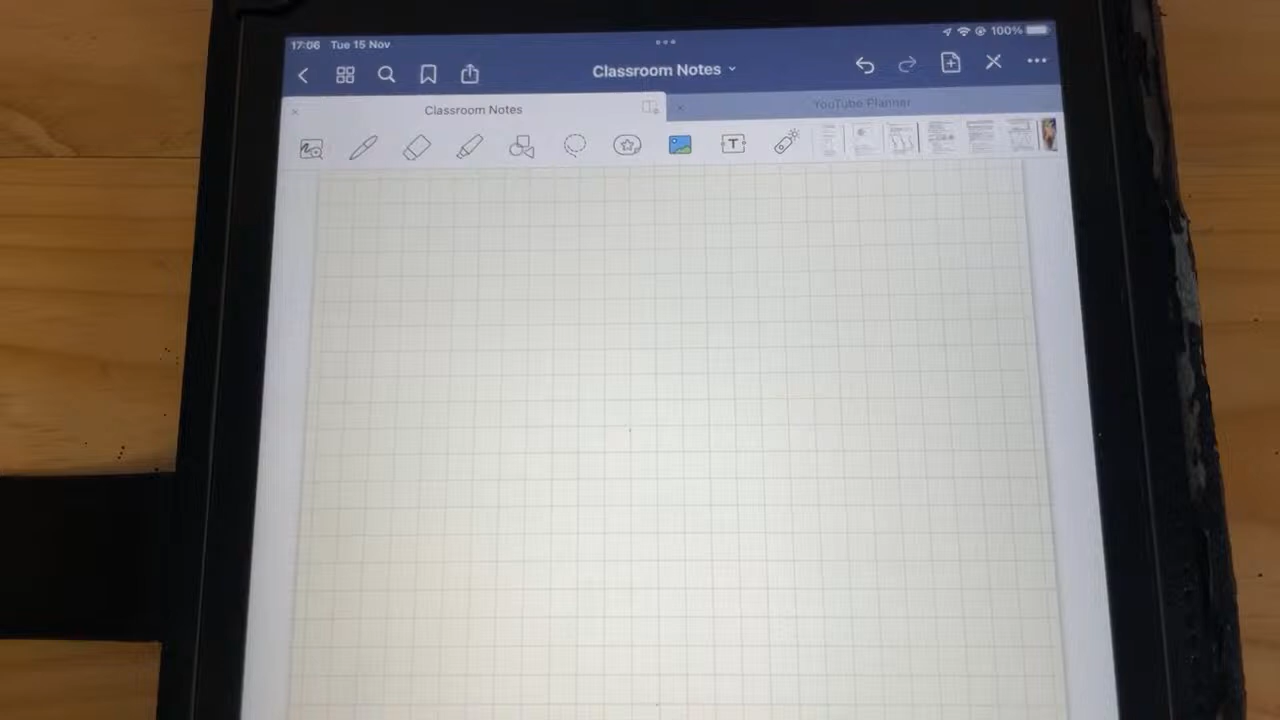 17:06 Tue 15 Nov
100%
Classroom Notes
Classroom Notes
YouTube Planner
T